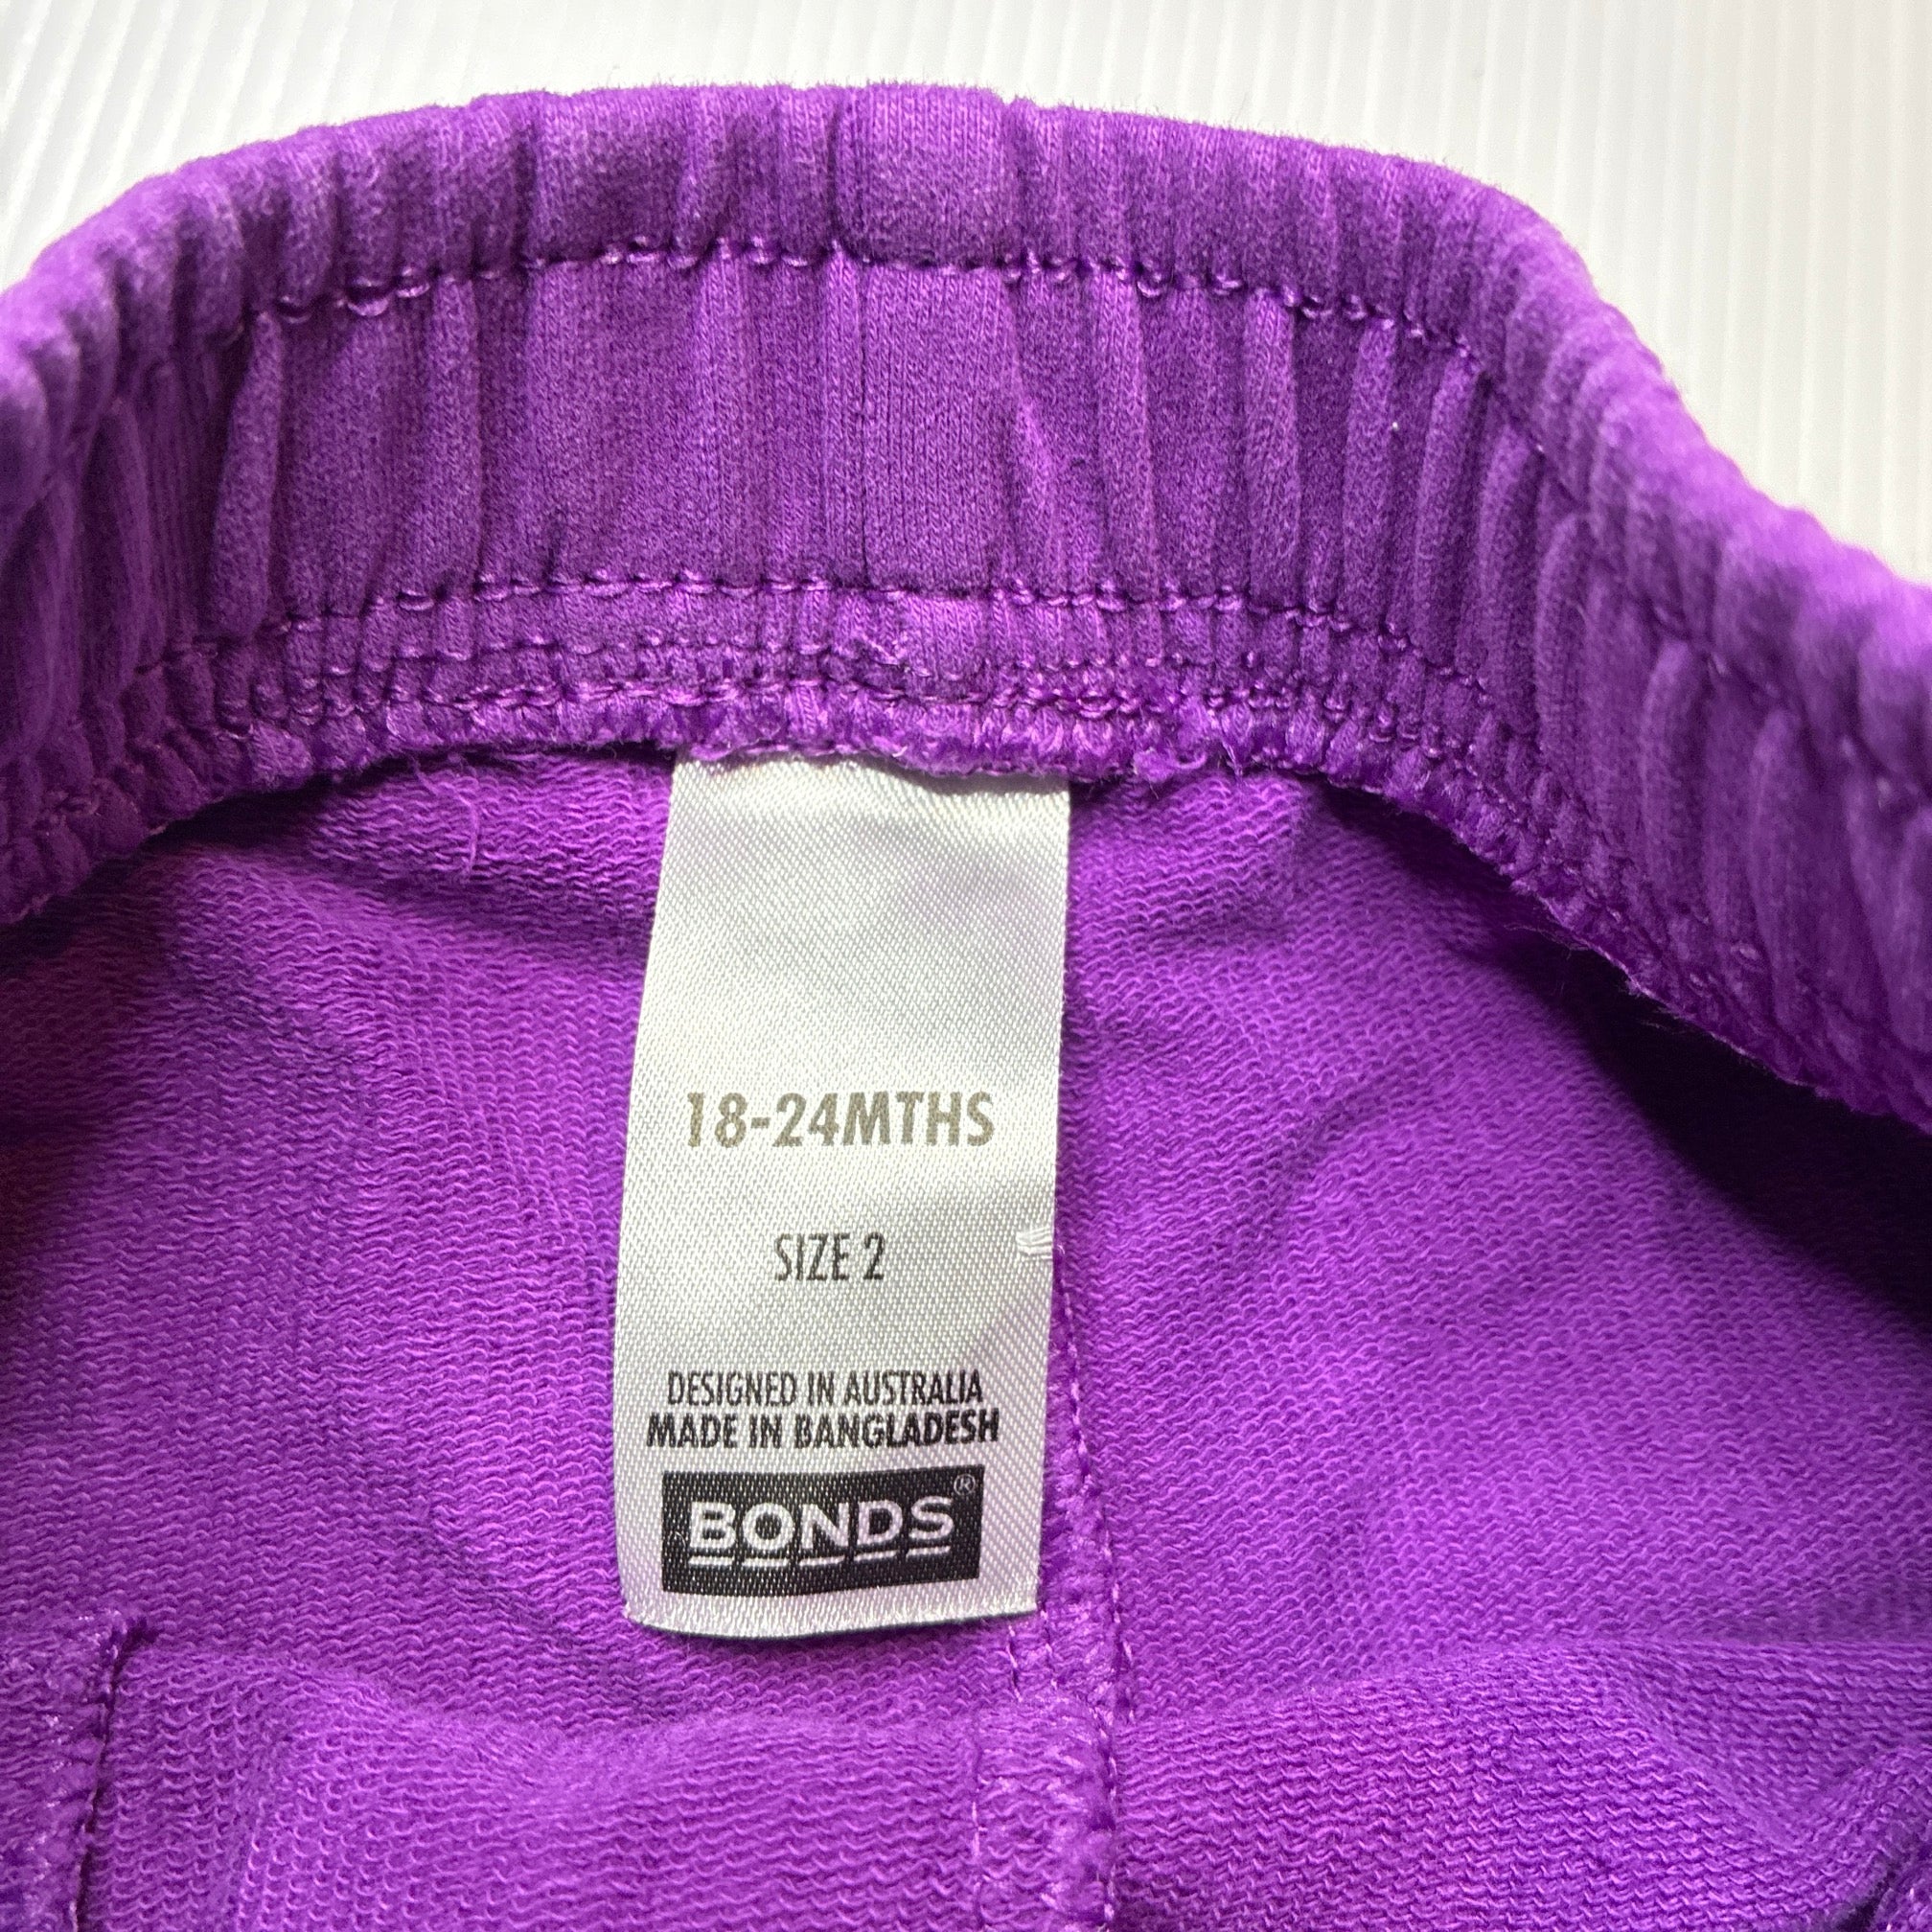 18-24MTHS
SIZE 2
DESIGNED IN AUSTRALIA
MADE IN BANGLADESH
BONDS®